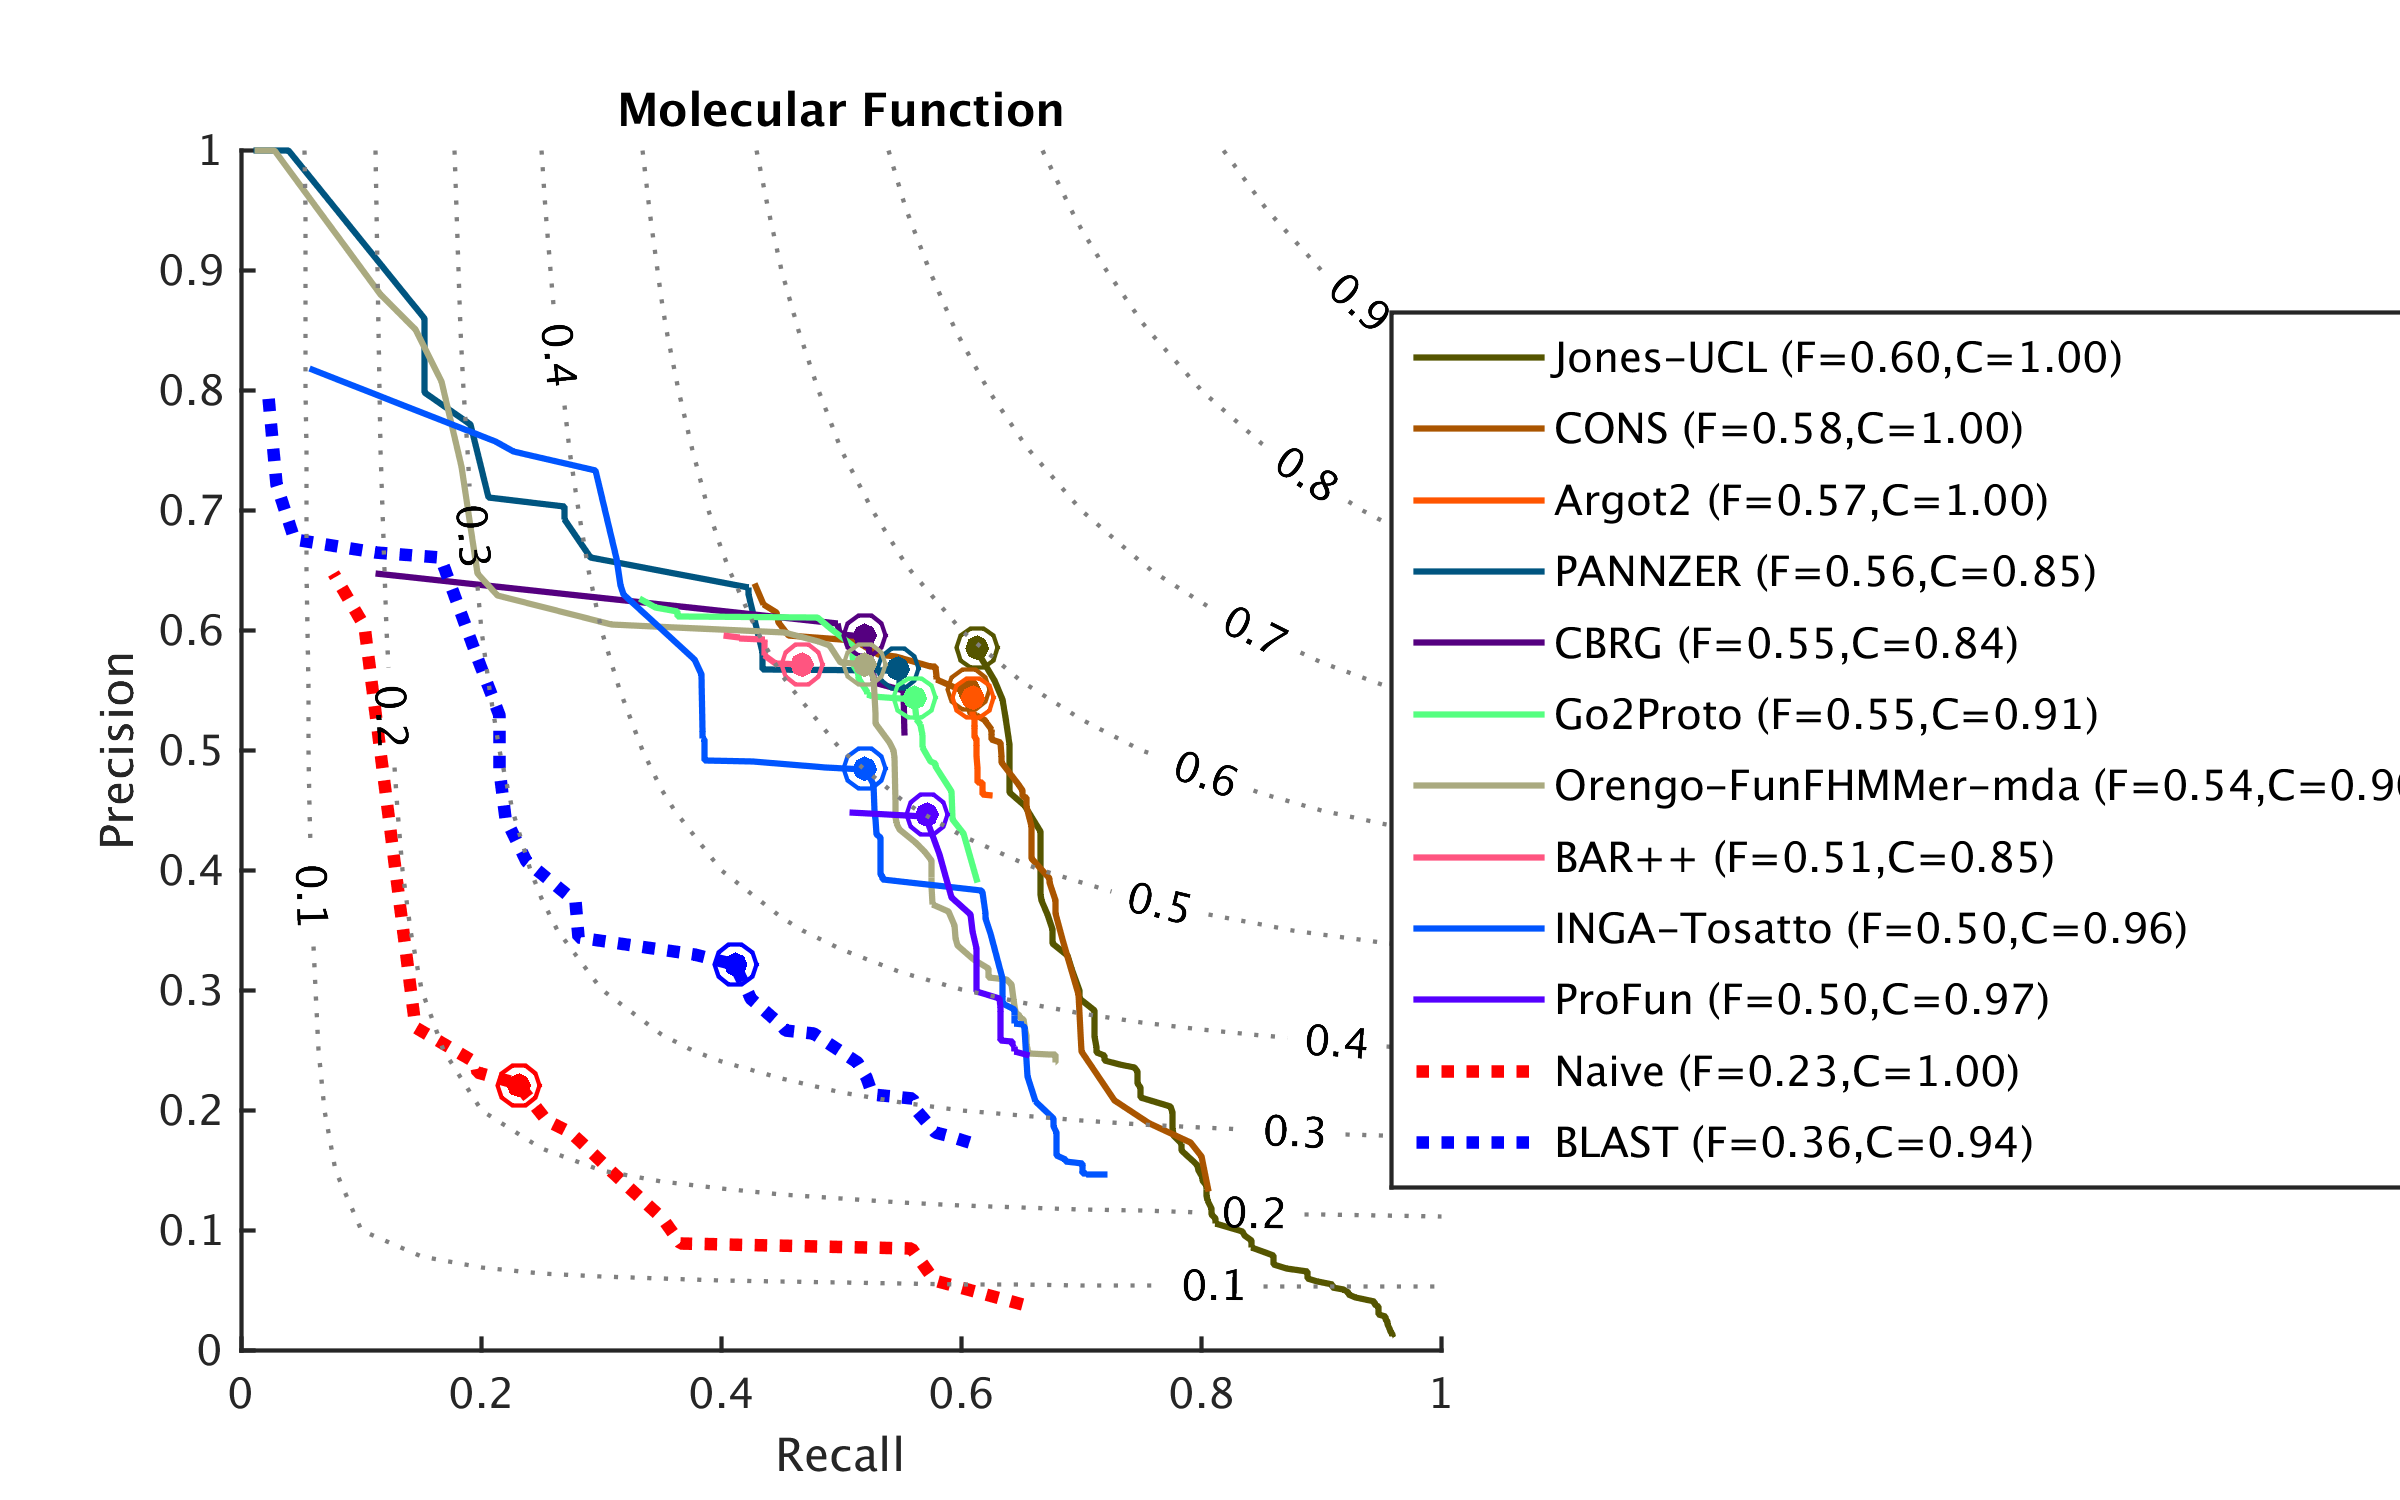 Molecular Function
Precision
1
0.9
0.8
0.7
0.6
0.5
0.4
0.3
0.2
0.1
0
0
0.2
0.4
0.6
0.8
1
Recall
0.4
0.3
0.2
0.1
0.9
0.8
0.7
0.6
0.5
0.4
0.3
0.2
0.1
Jones-UCL (F=0.60,C=1.00)
CONS (F=0.58,C=1.00)
Argot2 (F=0.57,C=1.00)
PANNZER (F=0.56,C=0.85)
CBRG (F=0.55,C=0.84)
Go2Proto (F=0.55,C=0.91)
Orengo-FunFHMMer-mda (F=0.54,C=0.9
BAR++ (F=0.51,C=0.85)
INGA-Tosatto (F=0.50,C=0.96)
ProFun (F=0.50,C=0.97)
Naive (F=0.23,C=1.00)
BLAST (F=0.36,C=0.94)